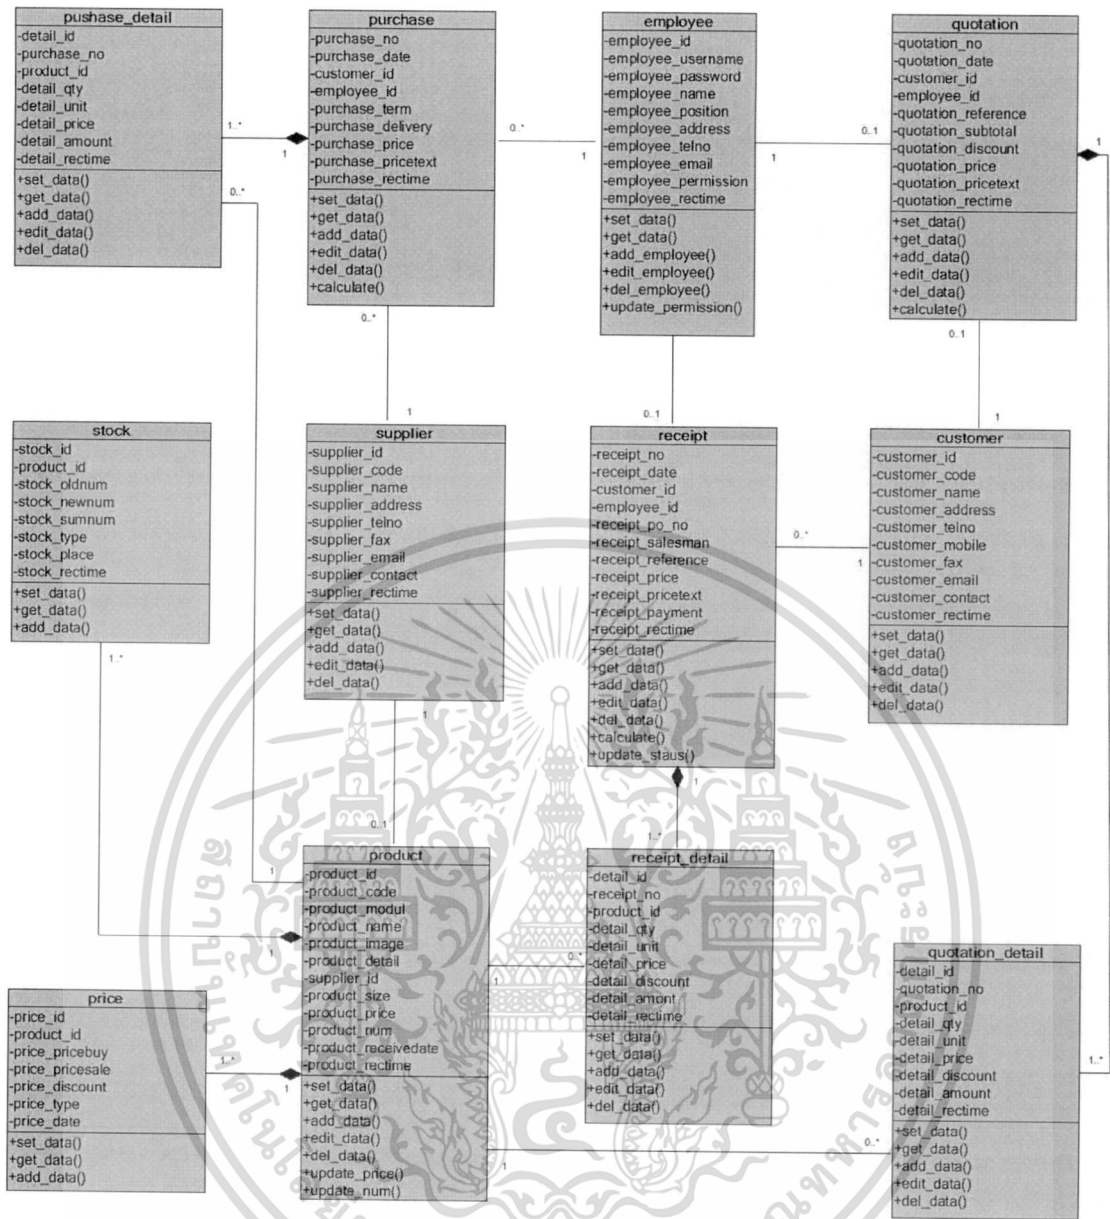 pushase_detail
-detail_id
-purchase_no
-product_id
-detail_qty
-detail_unit
-detail_price
-detail_amount
-detail_rectime
+set_data()
+get_data()
+add_data()
+edit_data()
+del_data()
1..*
1
0..*
purchase
-purchase_no
-purchase_date
-customer_id
-employee_id
-purchase_term
-purchase_delivery
-purchase_price
-purchase_pricetext
-purchase_rectime
+set_data()
+get_data()
+add_data()
+edit_data()
+del_data()
+calculate()
0..*
1
0..*
employee
-employee_id
-employee_username
-employee_password
-employee_name
-employee_position
-employee_address
-employee_telno
-employee_email
-employee_permission
-employee_rectime
+set_data()
+get_data()
+add_employee()
+edit_employee()
+del_employee()
+update_permission()
1
0..1
quotation
-quotation_no
-quotation_date
-customer_id
-employee_id
-quotation_reference
-quotation_subtotal
-quotation_discount
-quotation_price
-quotation_pricetext
-quotation_rectime
+set_data()
+get_data()
+add_data()
+edit_data()
+del_data()
+calculate()
1
0..1
1
0..1
1
stock
-stock_id
-product_id
-stock_oldnum
-stock_newnum
-stock_sumnum
-stock_type
-stock_place
-stock_rectime
+set_data()
+get_data()
+add_data()
1..*
supplier
-supplier_id
-supplier_code
-supplier_name
-supplier_address
-supplier_telno
-supplier_fax
-supplier_email
-supplier_contact
-supplier_rectime
+set_data()
+get_data()
+add_data()
+edit_data()
+del_data()
1
0..1
receipt
-receipt_no
-receipt_date
-customer_id
-employee_id
-receipt_po_no
-receipt_salesman
-receipt_reference
-receipt_price
-receipt_pricetext
-receipt_payment
-receipt_rectime
+set_data()
+get_data()
+add_data()
+edit_data()
+del_data()
+calculate()
+update_staus()
0..*
1
1
1..*
customer
-customer_id
-customer_code
-customer_name
-customer_address
-customer_telno
-customer_mobile
-customer_fax
-customer_email
-customer_contact
-customer_rectime
+set_data()
+get_data()
+add_data()
+edit_data()
+del_data()
price
-price_id
-product_id
-price_pricebuy
-price_pricesale
-price_discount
-price_type
-price_date
+set_data()
+get_data()
+add_data()
1..*
1
1
1
product
-product_id
-product_code
-product_modul
-product_name
-product_image
-product_detail
-supplier_id
-product_size
-product_price
-product_num
-product_receivedate
-product_rectime
+set_data()
+get_data()
+add_data()
+edit_data()
+del_data()
+update_price()
+update_num()
1
0..*
1
0..*
receipt_detail
-detail_id
-receipt_no
-product_id
-detail_qty
-detail_unit
-detail_price
-detail_discount
-detail_amont
-detail_rectime
+set_data()
+get_data()
+add_data()
+edit_data()
+del_data()
quotation_detail
-detail_id
-quotation_no
-product_id
-detail_qty
-detail_unit
-detail_price
-detail_discount
-detail_amount
-detail_rectime
+set_data()
+get_data()
+add_data()
+edit_data()
+del_data()
1..*